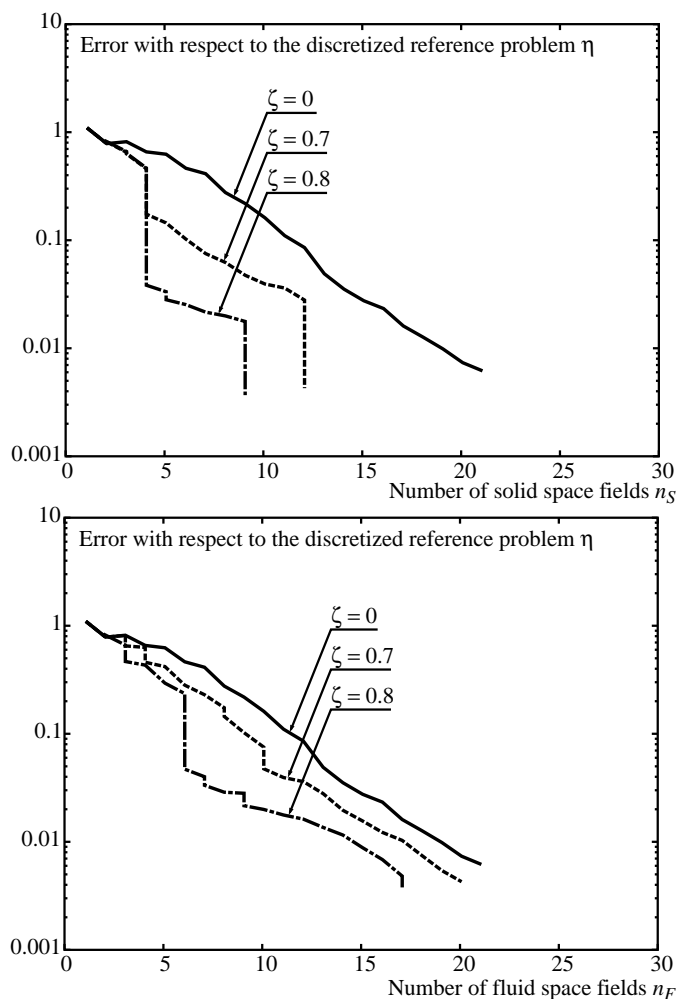 10
Error with respect to the discretized reference problem η
ζ = 0
ζ = 0.7
ζ = 0.8
1
0.1
0.01
0.001
0 5 10 15 20 25 30
Number of solid space fields n_S
10
Error with respect to the discretized reference problem η
ζ = 0
ζ = 0.7
ζ = 0.8
1
0.1
0.01
0.001
0 5 10 15 20 25 30
Number of fluid space fields n_F